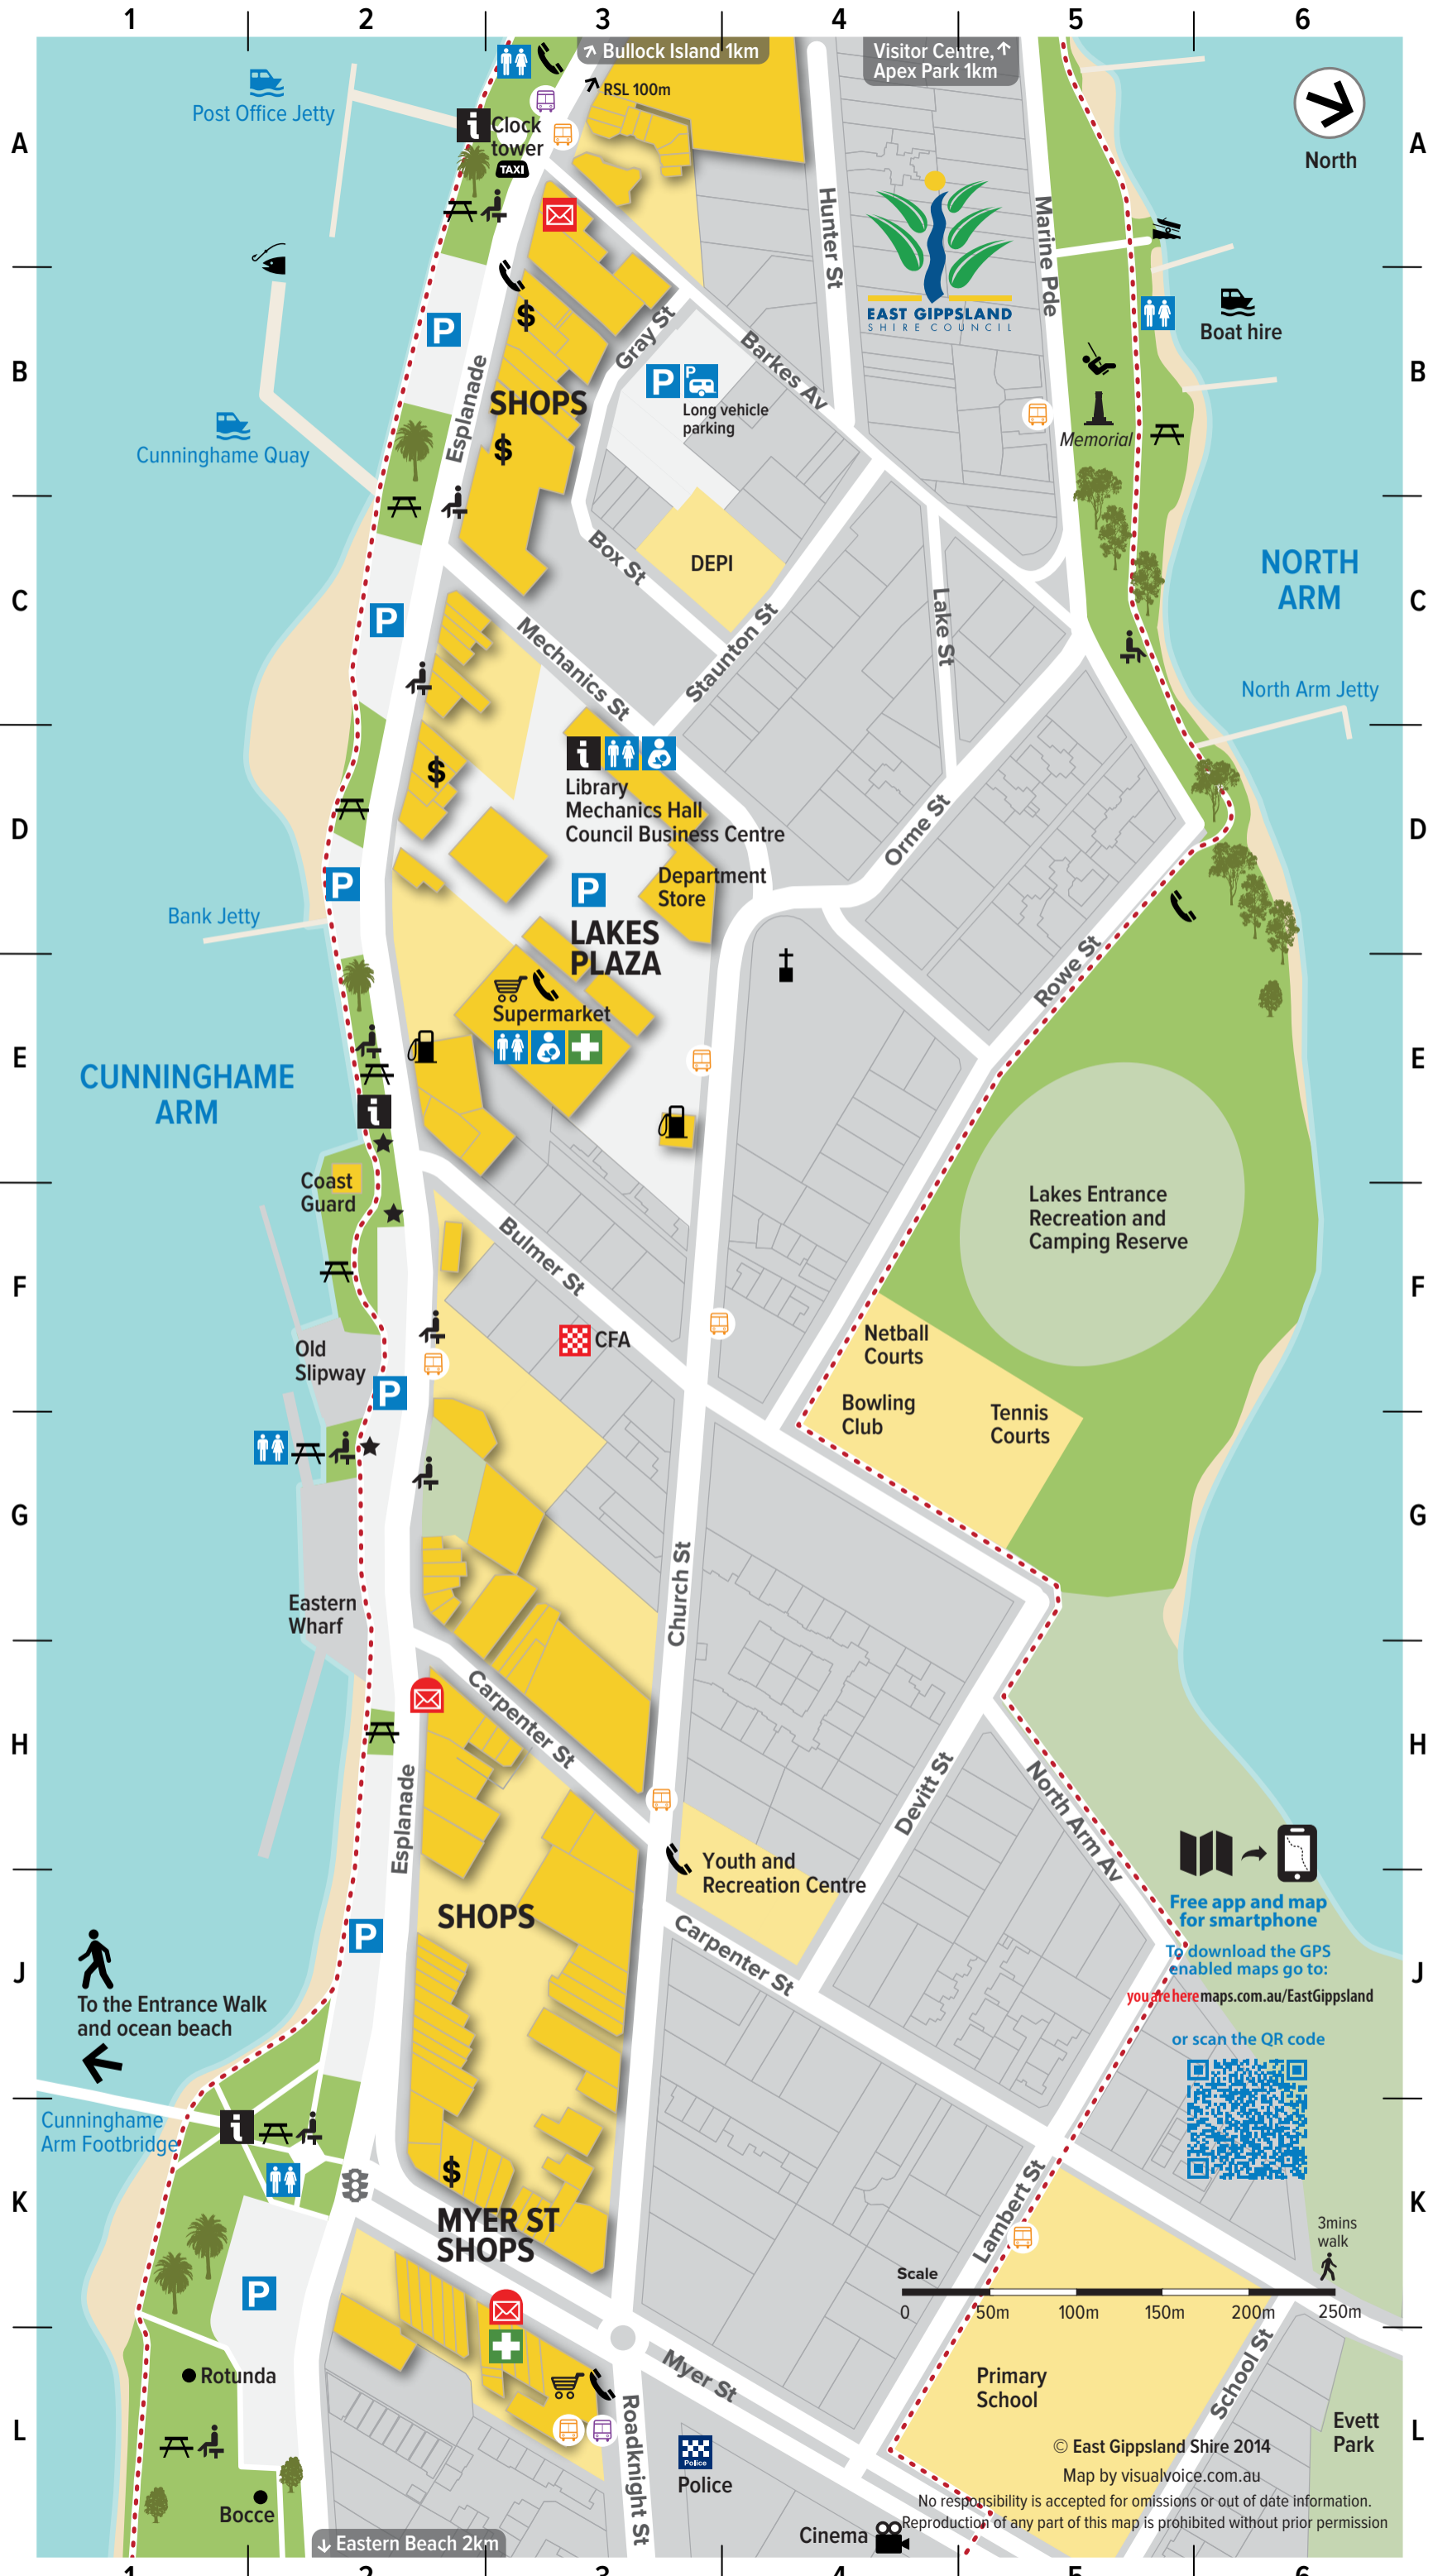 1 2 3 4 5 6
Bullock Island 1km
Visitor Centre,
Apex Park 1km
RSL 100m
Post Office Jetty
i
Clock
tower
TAXI
North
A
A
Hunter St
Marine Pde
EAST GIPPSLAND
SHIRE COUNCIL
Boat hire
P
$
Gray St
Barkes Av
B
B
Esplanade
SHOPS
P
P
Long vehicle
parking
Memorial
$
Cunninghame Quay
Box St
DEPI
NORTH
ARM
C
C
P
Mechanics St
Staunton St
Lake St
North Arm Jetty
$
i
Library
Mechanics Hall
Council Business Centre
D
D
Orme St
P
P
Department
Store
Bank Jetty
LAKES
PLAZA
Rowe St
Supermarket
E
E
CUNNINGHAME
ARM
i
Coast
Guard
Lakes Entrance
Recreation and
Camping Reserve
Bulmer St
F
F
CFA
Netball
Courts
Old
Slipway
P
Bowling
Club
Tennis
Courts
G
G
Church St
Eastern
Wharf
Carpenter St
H
H
Esplanade
Devitt St
North Arm Av
Youth and
Recreation Centre
Free app and map
for smartphone
SHOPS
P
Carpenter St
To download the GPS
enabled maps go to:
J
J
youareheremaps.com.au/EastGippsland
To the Entrance Walk
and ocean beach
or scan the QR code
Cunninghame
Arm Footbridge
i
$
K
K
MYER ST
SHOPS
Lambert St
3mins
walk
Scale
P
0 50m 100m 150m 200m 250m
Rotunda
Myer St
Primary
School
School St
L
L
Roadknight St
Evett
Park
Police
Police
© East Gippsland Shire 2014
Map by visualvoice.com.au
No responsibility is accepted for omissions or out of date information.
Reproduction of any part of this map is prohibited without prior permission
Bocce
Cinema
Eastern Beach 2km
1 2 3 4 5 6